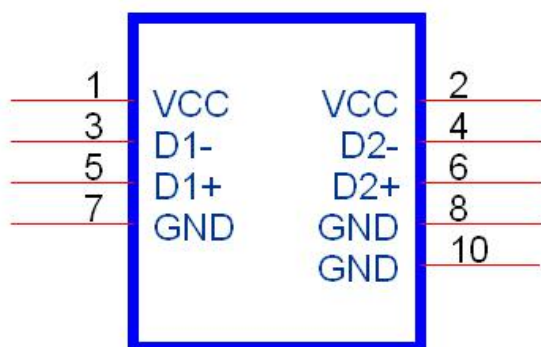 1 VCC VCC 2
3 D1- D2- 4
5 D1+ D2+ 6
7 GND GND 8
GND 10